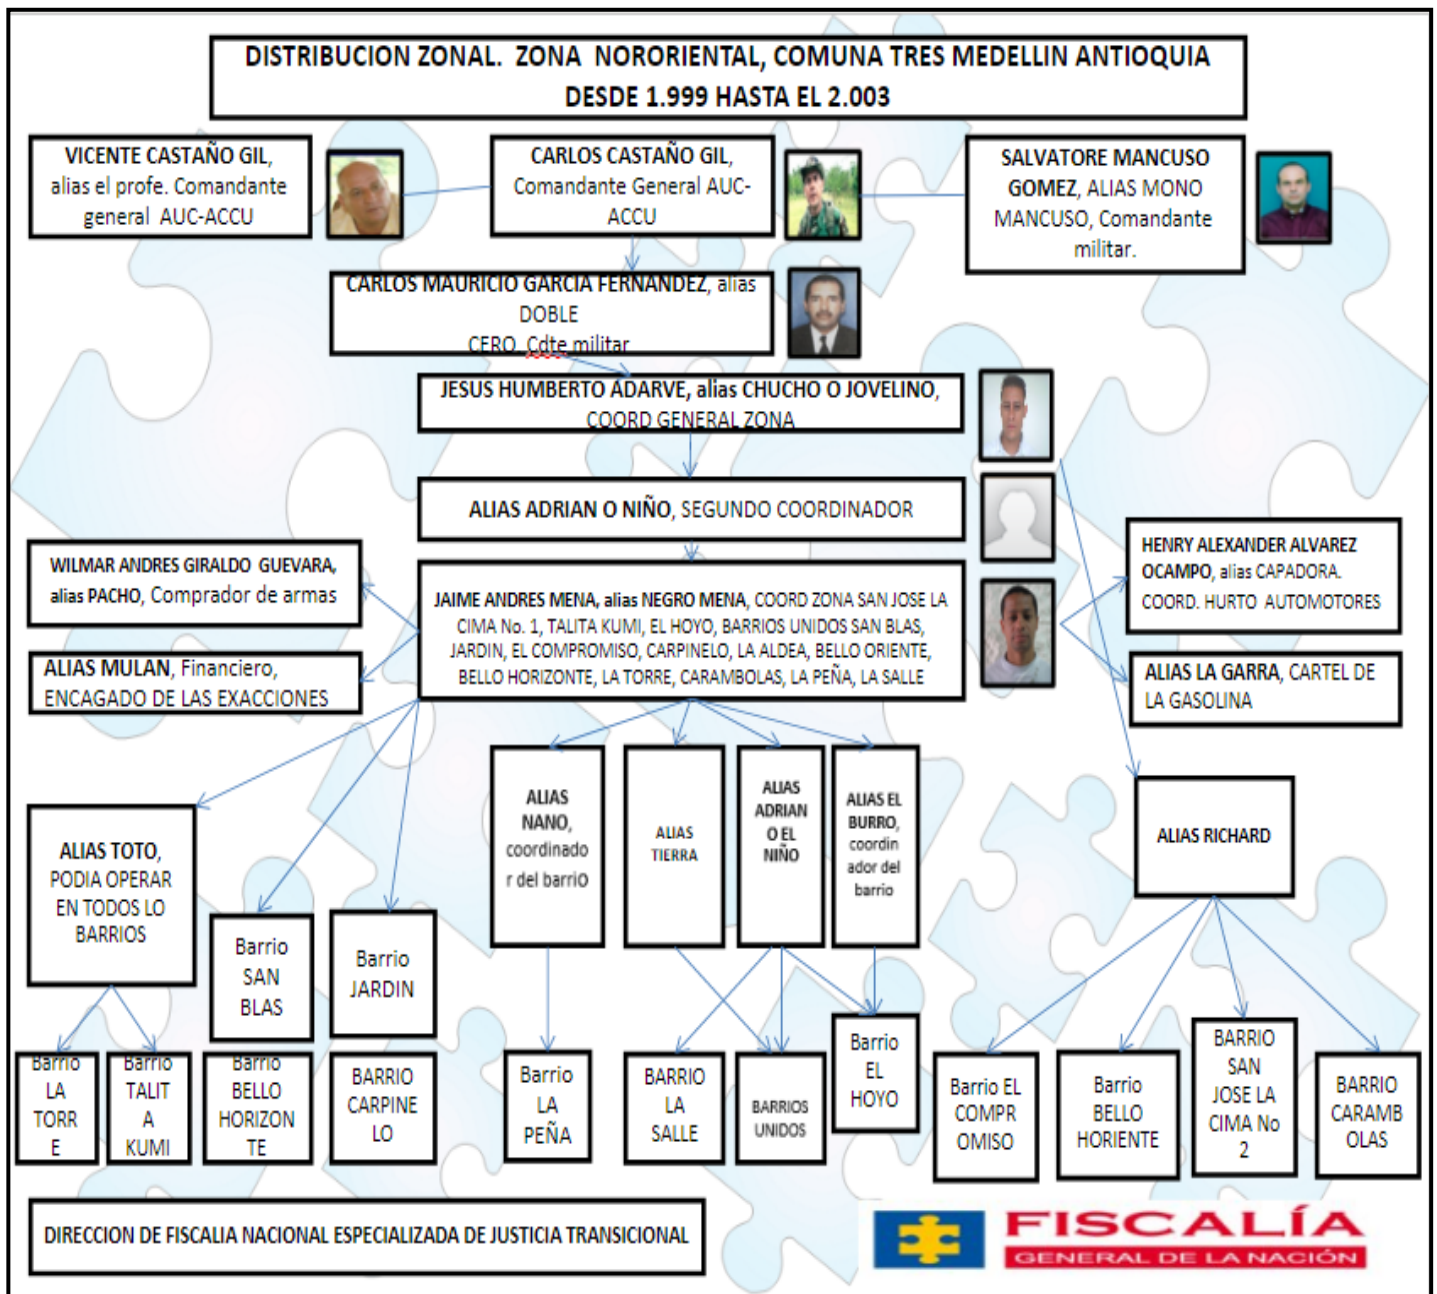 DISTRIBUCION ZONAL. ZONA NORORIENTAL, COMUNA TRES MEDELLIN ANTIOQUIA
DESDE 1.999 HASTA EL 2.003
VICENTE CASTAÑO GIL,
alias el profe. Comandante
general AUC-ACCU
CARLOS CASTAÑO GIL,
Comandante General AUC-
ACCU
SALVATORE MANCUSO
GOMEZ, ALIAS MONO
MANCUSO, Comandante
militar.
CARLOS MAURICIO GARCIA FERNANDEZ, alias
DOBLE
CERO. Cdte militar
JESUS HUMBERTO ADARVE, alias CHUCHO O JOVELINO,
COORD GENERAL ZONA
ALIAS ADRIAN O NIÑO, SEGUNDO COORDINADOR
WILMAR ANDRES GIRALDO GUEVARA,
alias PACHO, Comprador de armas
ALIAS MULAN, Financiero,
ENCAGADO DE LAS EXACCIONES
JAIME ANDRES MENA, alias NEGRO MENA, COORD ZONA SAN JOSE LA
CIMA No. 1, TALITA KUMI, EL HOYO, BARRIOS UNIDOS SAN BLAS,
JARDIN, EL COMPROMISO, CARPINELO, LA ALDEA, BELLO ORIENTE,
BELLO HORIZONTE, LA TORRE, CARAMBOLAS, LA PEÑA, LA SALLE
HENRY ALEXANDER ALVAREZ
OCAMPO, alias CAPADORA.
COORD. HURTO AUTOMOTORES
ALIAS LA GARRA, CARTEL DE
LA GASOLINA
ALIAS TOTO,
PODIA OPERAR
EN TODOS LO
BARRIOS
Barrio
SAN
BLAS
Barrio
JARDIN
ALIAS
NANO,
coordinado
r del barriO
ALIAS
TIERRA
ALIAS
ADRIAN
O EL
NIÑO
ALIAS EL
BURRO,
coordin
ador del
barrio
ALIAS RICHARD
Barrio
LA
TORR
E
Barrio
TALIT
A
KUMI
Barrio
BELLO
HORIZON
TE
BARRIO
CARPINE
LO
Barrio
LA
PEÑA
BARRIO
LA
SALLE
BARRIOS
UNIDOS
Barrio
EL
HOYO
Barrio EL
COMPR
OMISO
Barrio
BELLO
HORIENTE
BARRIO
SAN
JOSE LA
CIMA No
2
BARRIO
CARAMB
OLAS
DIRECCION DE FISCALIA NACIONAL ESPECIALIZADA DE JUSTICIA TRANSICIONAL
FISCALÍA
GENERAL DE LA NACIÓN